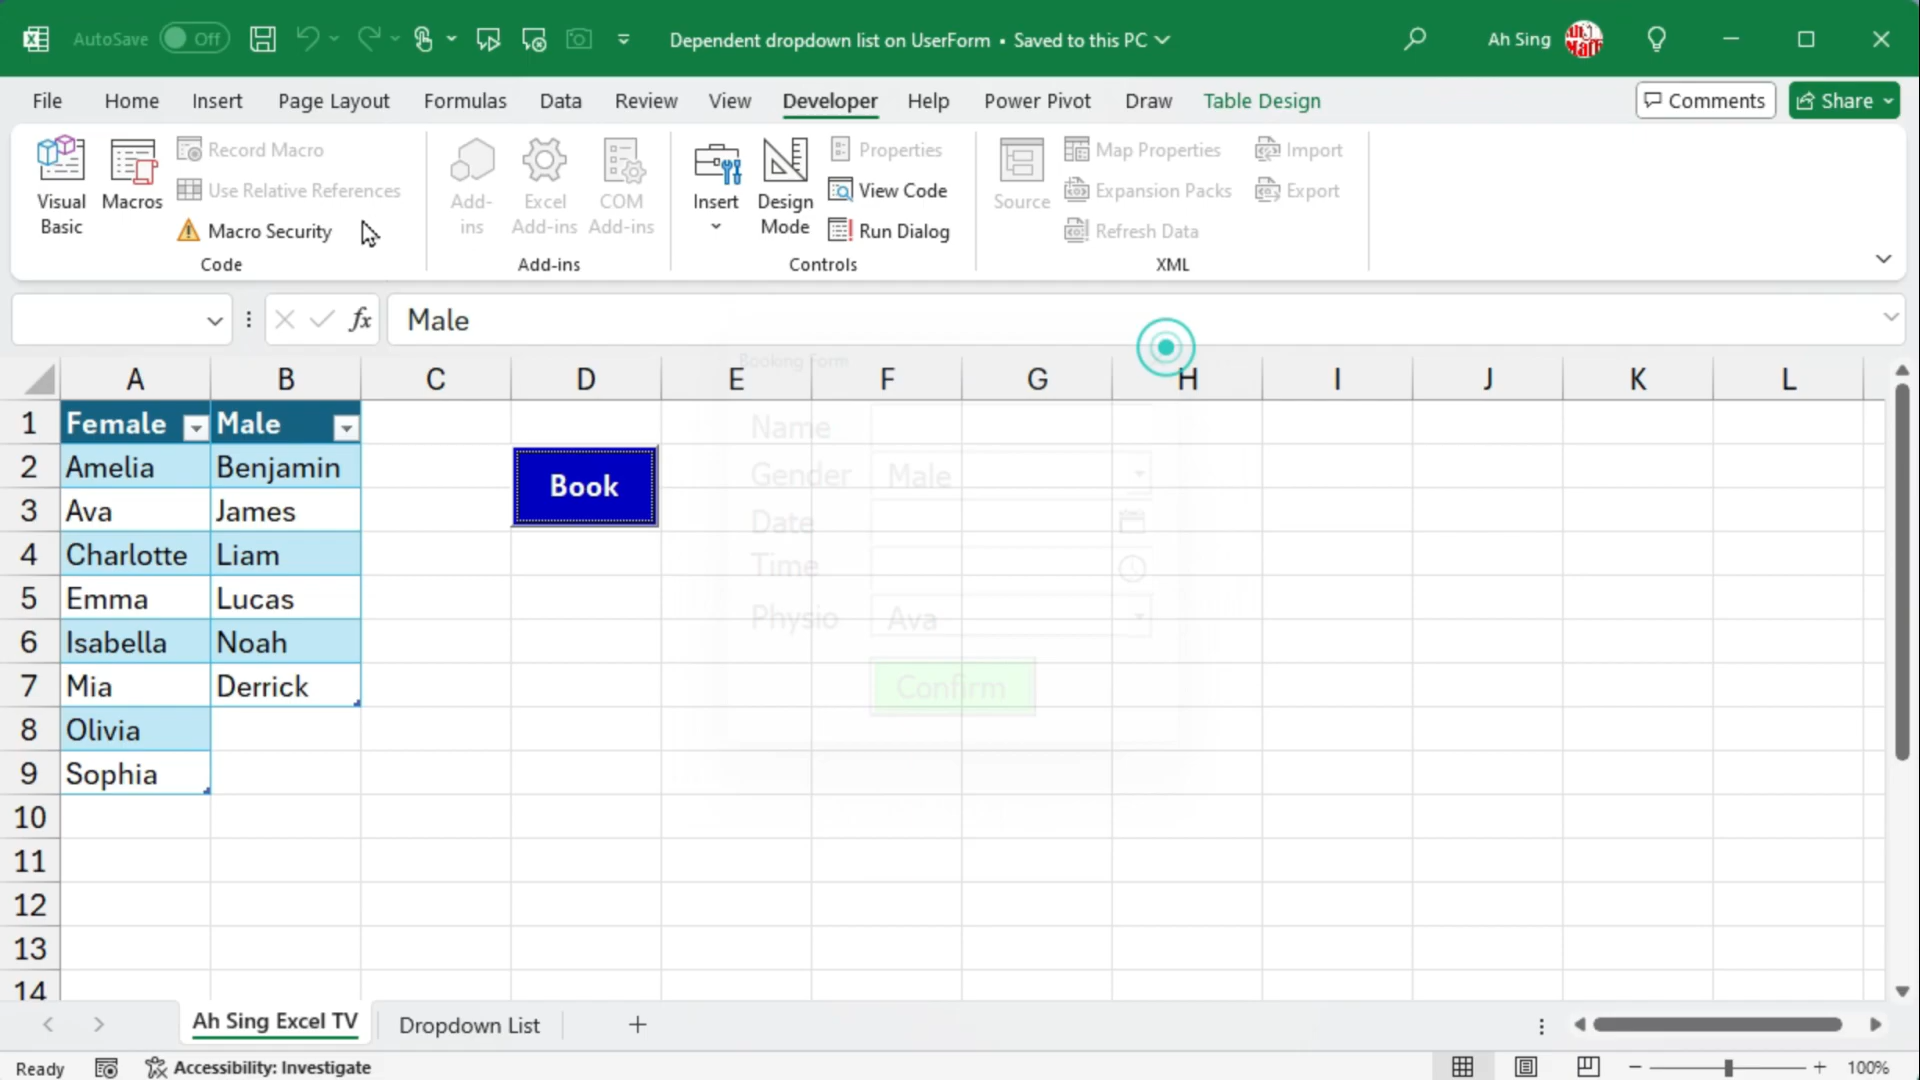 AutoSave Off Dependent dropdown list on UserForm • Saved to this PC Ah Sing
File Home Insert Page Layout Formulas Data Review View Developer Help Power Pivot Draw Table Design Comments Share
Visual Basic
Macros
Record Macro
Use Relative References
Macro Security
Code
Add-ins
Excel Add-ins
COM Add-ins
Add-ins
Insert
Design Mode
Properties
View Code
Run Dialog
Controls
Source
Map Properties
Expansion Packs
Refresh Data
Import
Export
XML
fx Male
A B C D E F G H I J K L
1 Female Male
2 Amelia Benjamin
3 Ava James
4 Charlotte Liam
5 Emma Lucas
6 Isabella Noah
7 Mia Derrick
8 Olivia
9 Sophia
10
11
12
13
14
Book
Booking Form
Name
Gender Male
Date
Time
Physio Ava
Confirm
Ah Sing Excel TV Dropdown List
Ready Accessibility: Investigate 100%